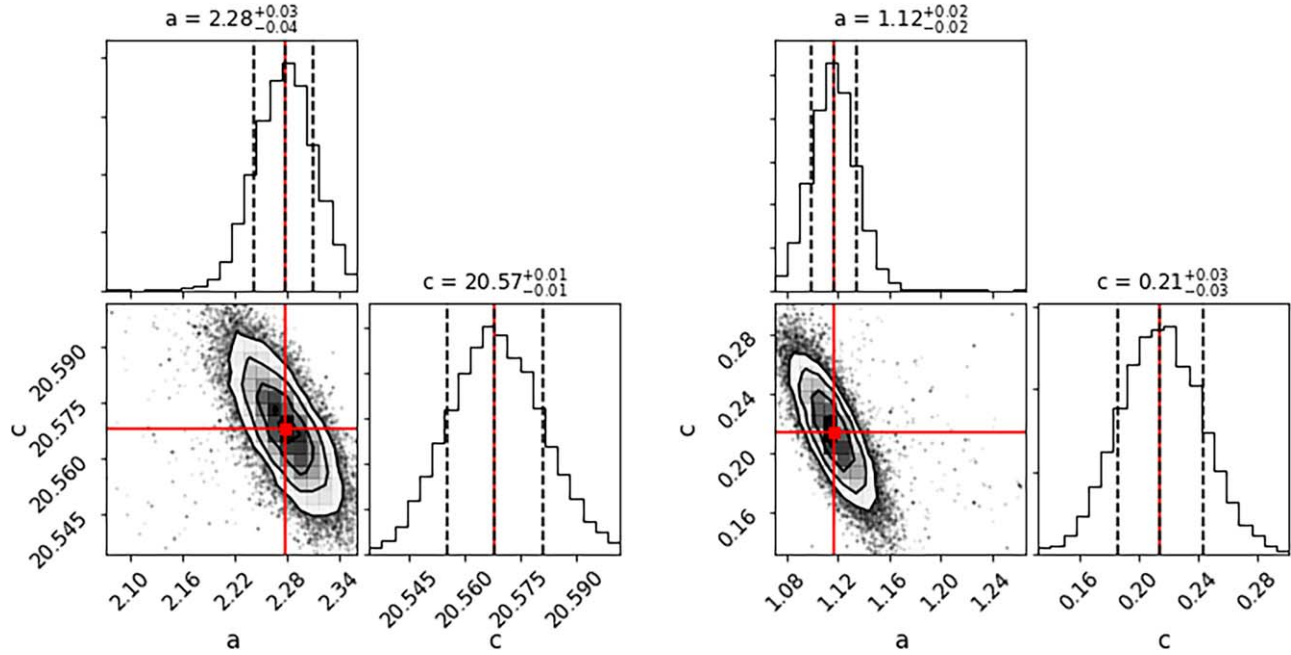 a = 2.28+0.03−0.04
a = 1.12+0.02−0.02
c = 20.57+0.01−0.01
c = 0.21+0.03−0.03
c
20.590
20.575
20.560
20.545
2.10 2.16 2.22 2.28 2.34
a
20.545 20.560 20.575 20.590
c
c
0.28
0.24
0.20
0.16
1.08 1.12 1.16 1.20 1.24
a
0.16 0.20 0.24 0.28
c